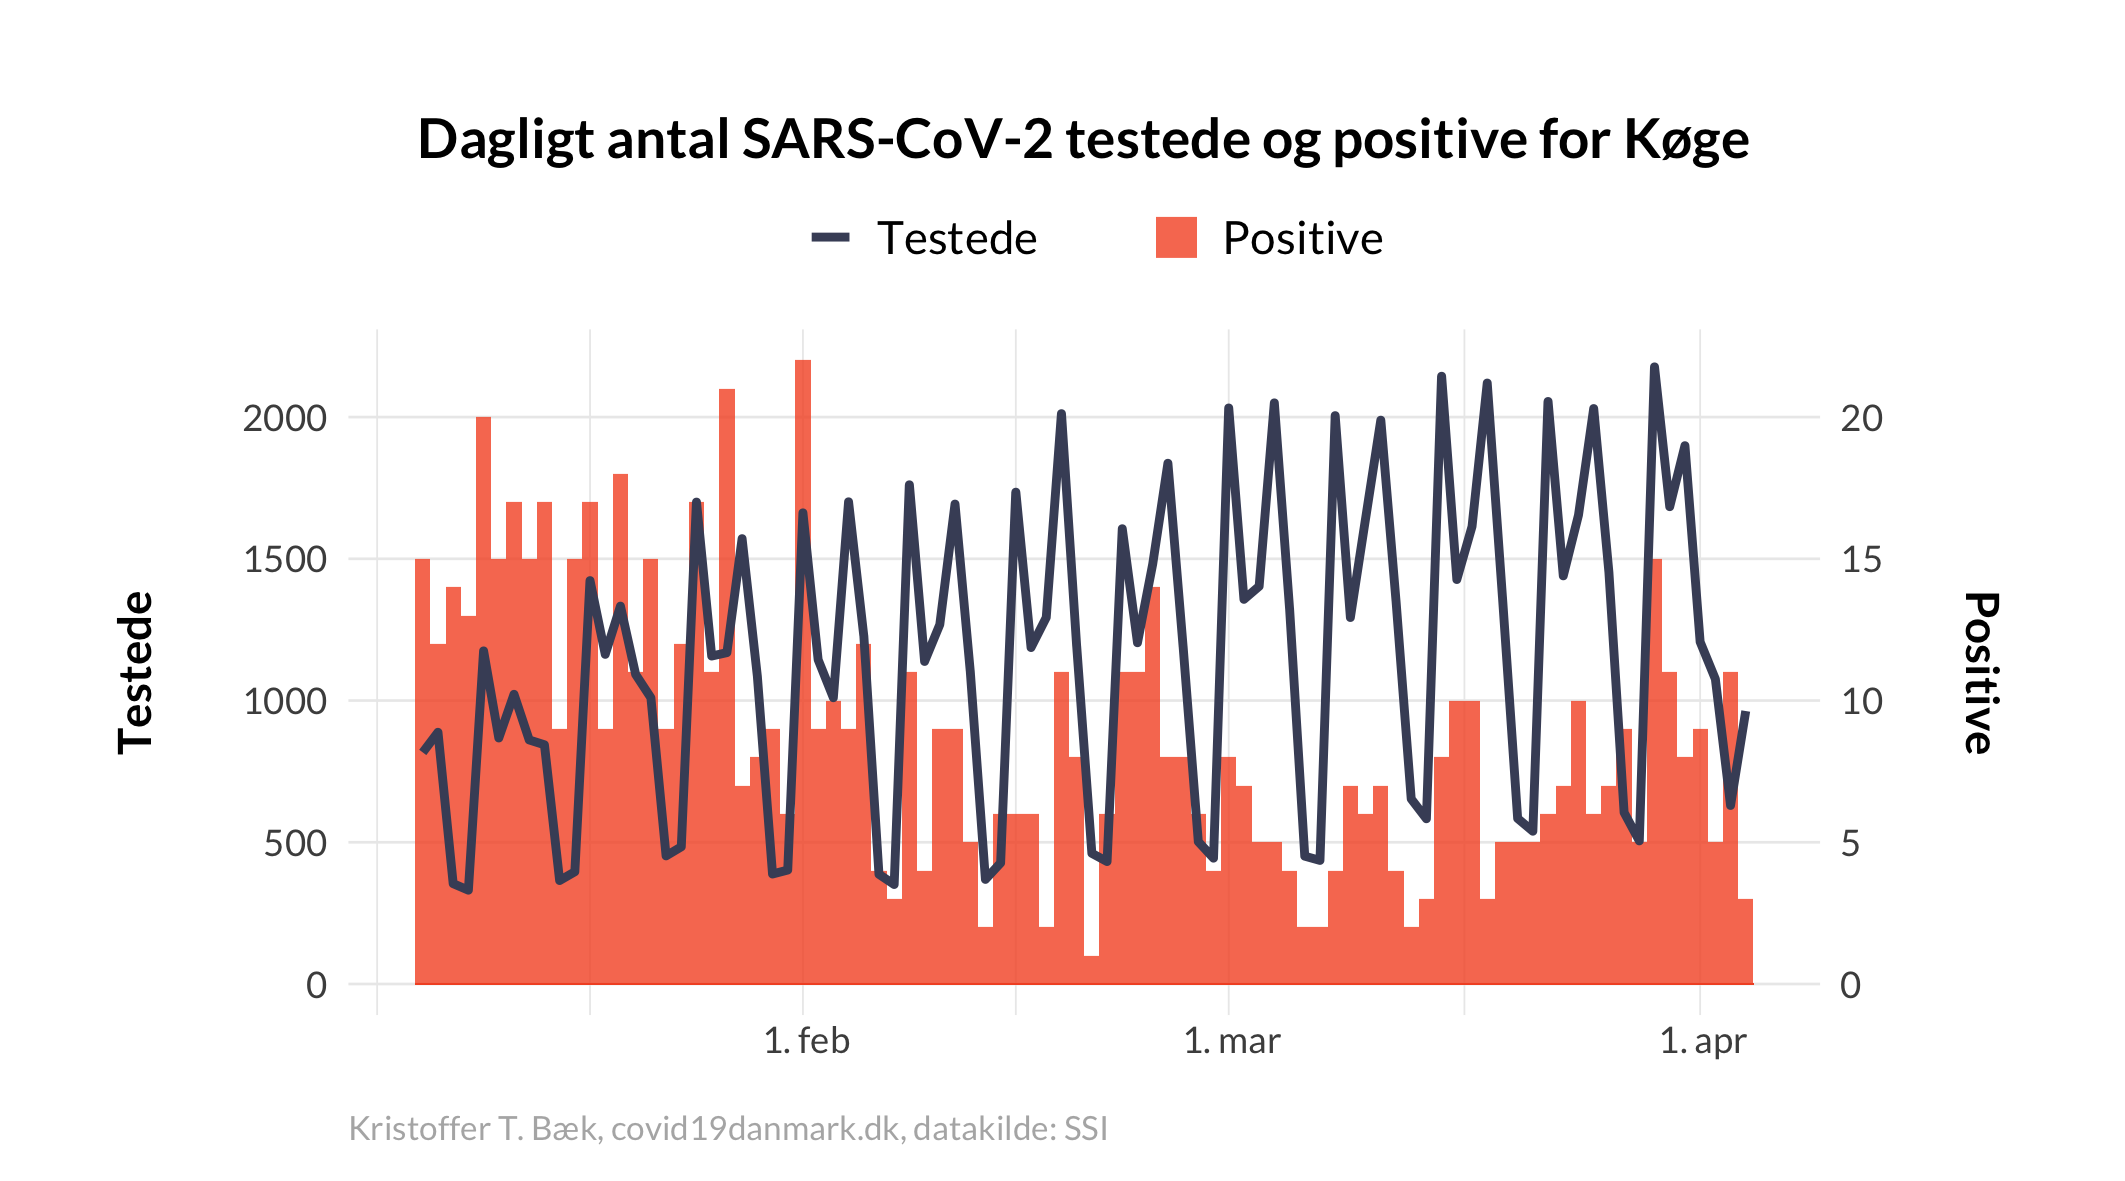 Dagligt antal SARS-CoV-2 testede og positive for Køge
Testede
Positive
2000
1500
1000
500
0
Testede
20
15
10
5
0
Positive
1. feb
1. mar
1. apr
Kristoffer T. Bæk, covid19danmark.dk, datakilde: SSI